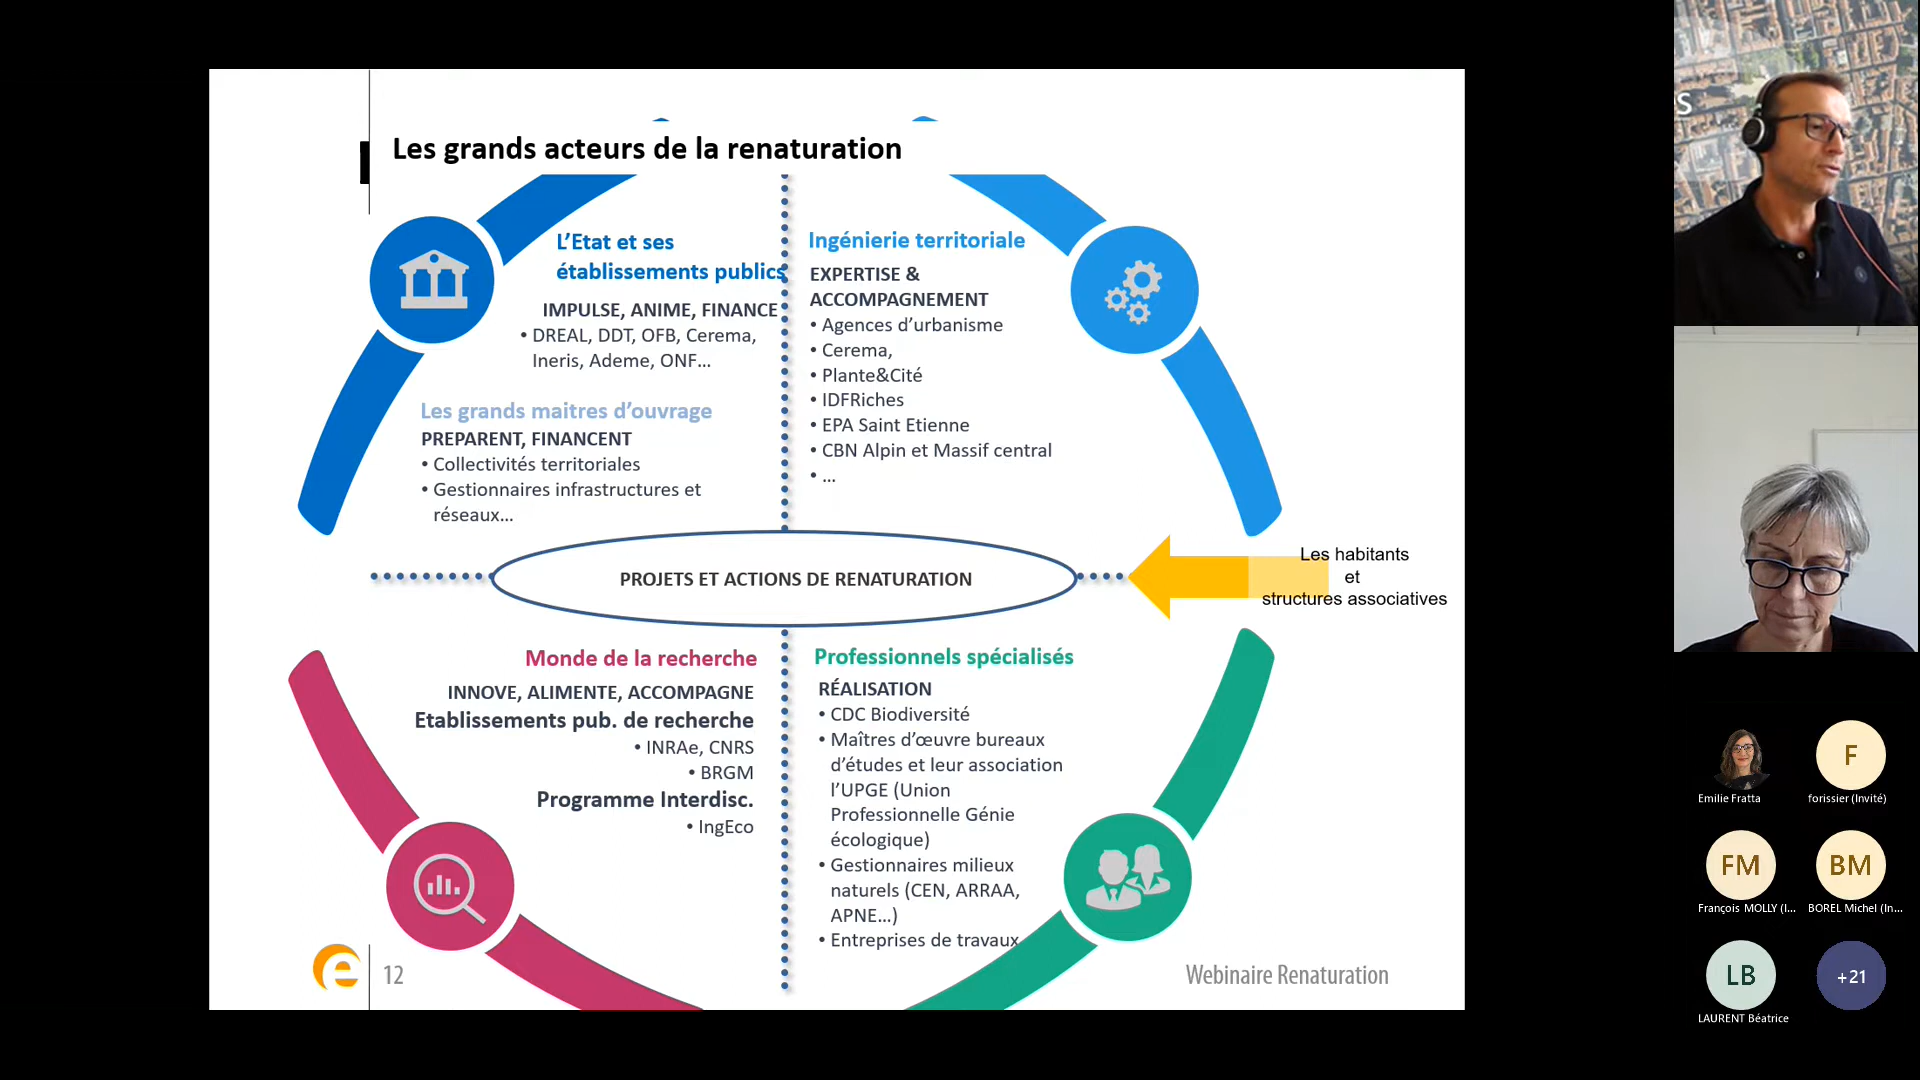 Les grands acteurs de la renaturation
L’Etat et ses
établissements publics
IMPULSE, ANIME, FINANCE
• DREAL, DDT, OFB, Cerema,
Ineris, Ademe, ONF...
Les grands maitres d’ouvrage
PREPARENT, FINANCENT
• Collectivités territoriales
• Gestionnaires infrastructures et
réseaux...
Ingénierie territoriale
EXPERTISE &
ACCOMPAGNEMENT
• Agences d’urbanisme
• Cerema,
• Plante&Cité
• IDFRiches
• EPA Saint Etienne
• CBN Alpin et Massif central
• ...
PROJETS ET ACTIONS DE RENATURATION
Les habitants
et
structures associatives
Monde de la recherche
INNOVE, ALIMENTE, ACCOMPAGNE
Etablissements pub. de recherche
• INRAe, CNRS
• BRGM
Programme Interdisc.
• IngEco
Professionnels spécialisés
RÉALISATION
• CDC Biodiversité
• Maîtres d’œuvre bureaux
d’études et leur association
l’UPGE (Union
Professionnelle Génie
écologique)
• Gestionnaires milieux
naturels (CEN, ARRAA,
APNE...)
• Entreprises de travaux
e
12
Webinaire Renaturation
S
Emilie Fratta
F
forissier (Invité)
FM
François MOLLY (I...
BM
BOREL Michel (In...
LB
LAURENT Béatrice
+21